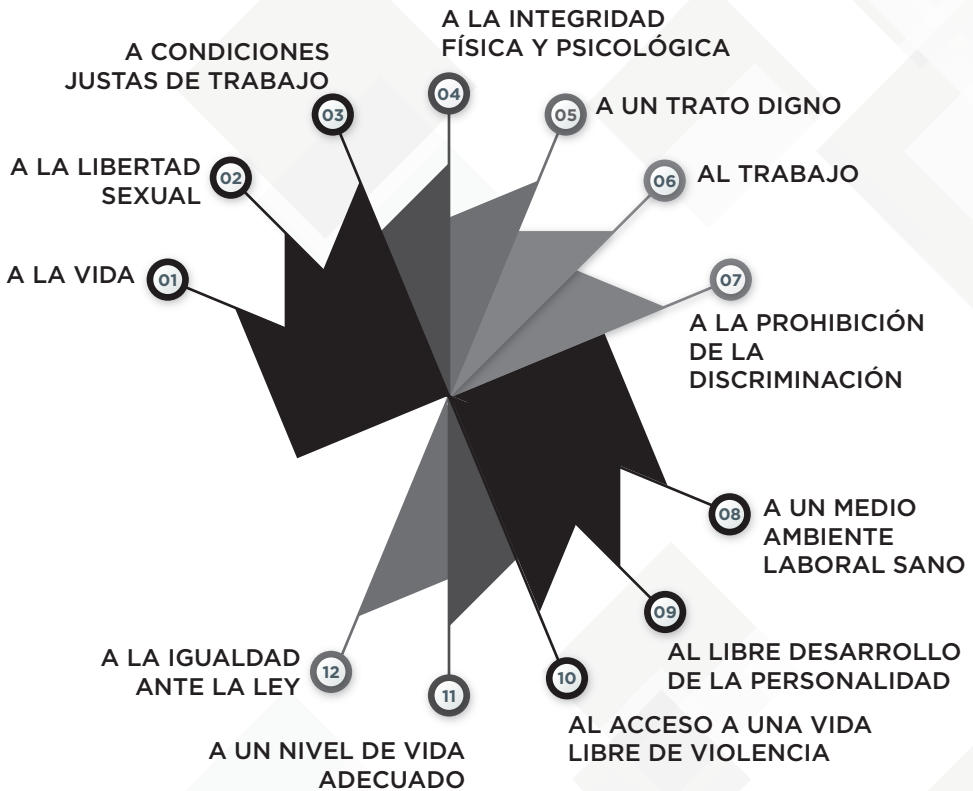 01
A LA VIDA
02
A LA LIBERTAD
SEXUAL
03
A CONDICIONES
JUSTAS DE TRABAJO
04
A LA INTEGRIDAD
FÍSICA Y PSICOLÓGICA
05
A UN TRATO DIGNO
06
AL TRABAJO
07
A LA PROHIBICIÓN
DE LA
DISCRIMINACIÓN
08
A UN MEDIO
AMBIENTE
LABORAL SANO
09
AL LIBRE DESARROLLO
DE LA PERSONALIDAD
10
AL ACCESO A UNA VIDA
LIBRE DE VIOLENCIA
11
A UN NIVEL DE VIDA
ADECUADO
12
A LA IGUALDAD
ANTE LA LEY